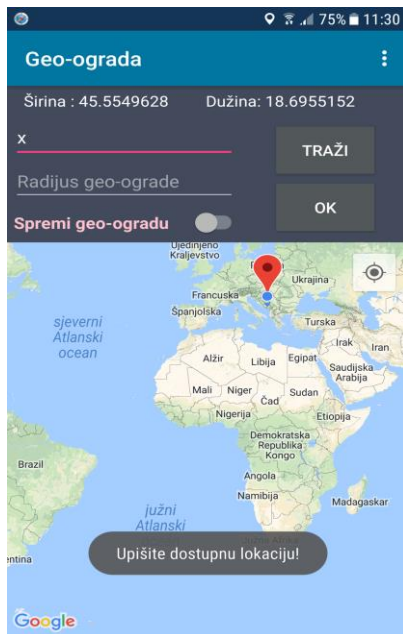 75% 11:30
Geo-ograda
Širina : 45.5549628 Dužina: 18.6955152
x
TRAŽI
Radijus geo-ograde
OK
Spremi geo-ogradu
Ujedinjeno
Kraljevstvo
Ukrajina
Francuska
Španjolska
Turska
sjeverni
Atlanski
ocean
Irak
Iran
Alžir
Libija
Egipat
Saudijska
Arabija
Mali
Niger
Čad
Sudan
Nigerija
Etiopija
Demokratska
Republika
Kongo
Brazil
Angola
Namibija
Madagaskar
južni
Atlanski
Upišite dostupnu lokaciju!
entina
Google